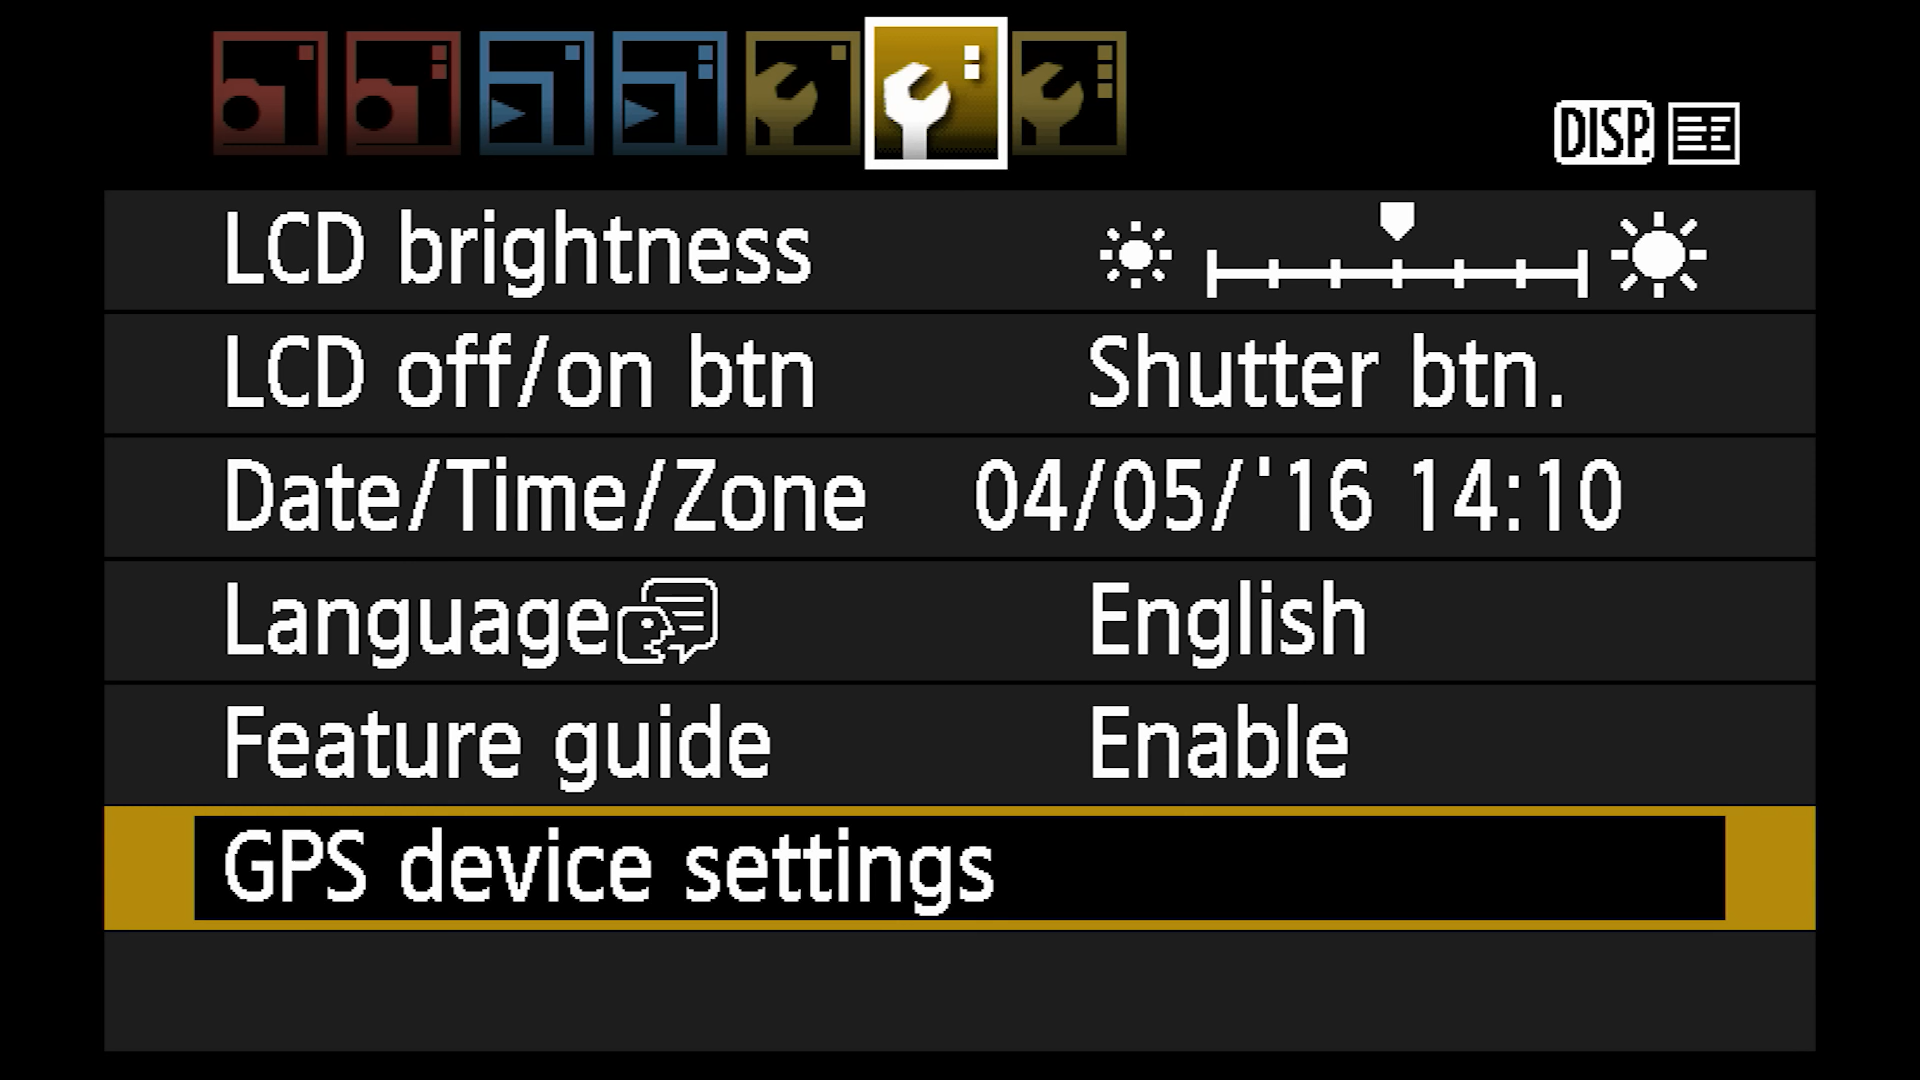 DISP.
LCD brightness
LCD off/on btn Shutter btn.
Date/Time/Zone 04/05/'16 14:10
Language English
Feature guide Enable
GPS device settings